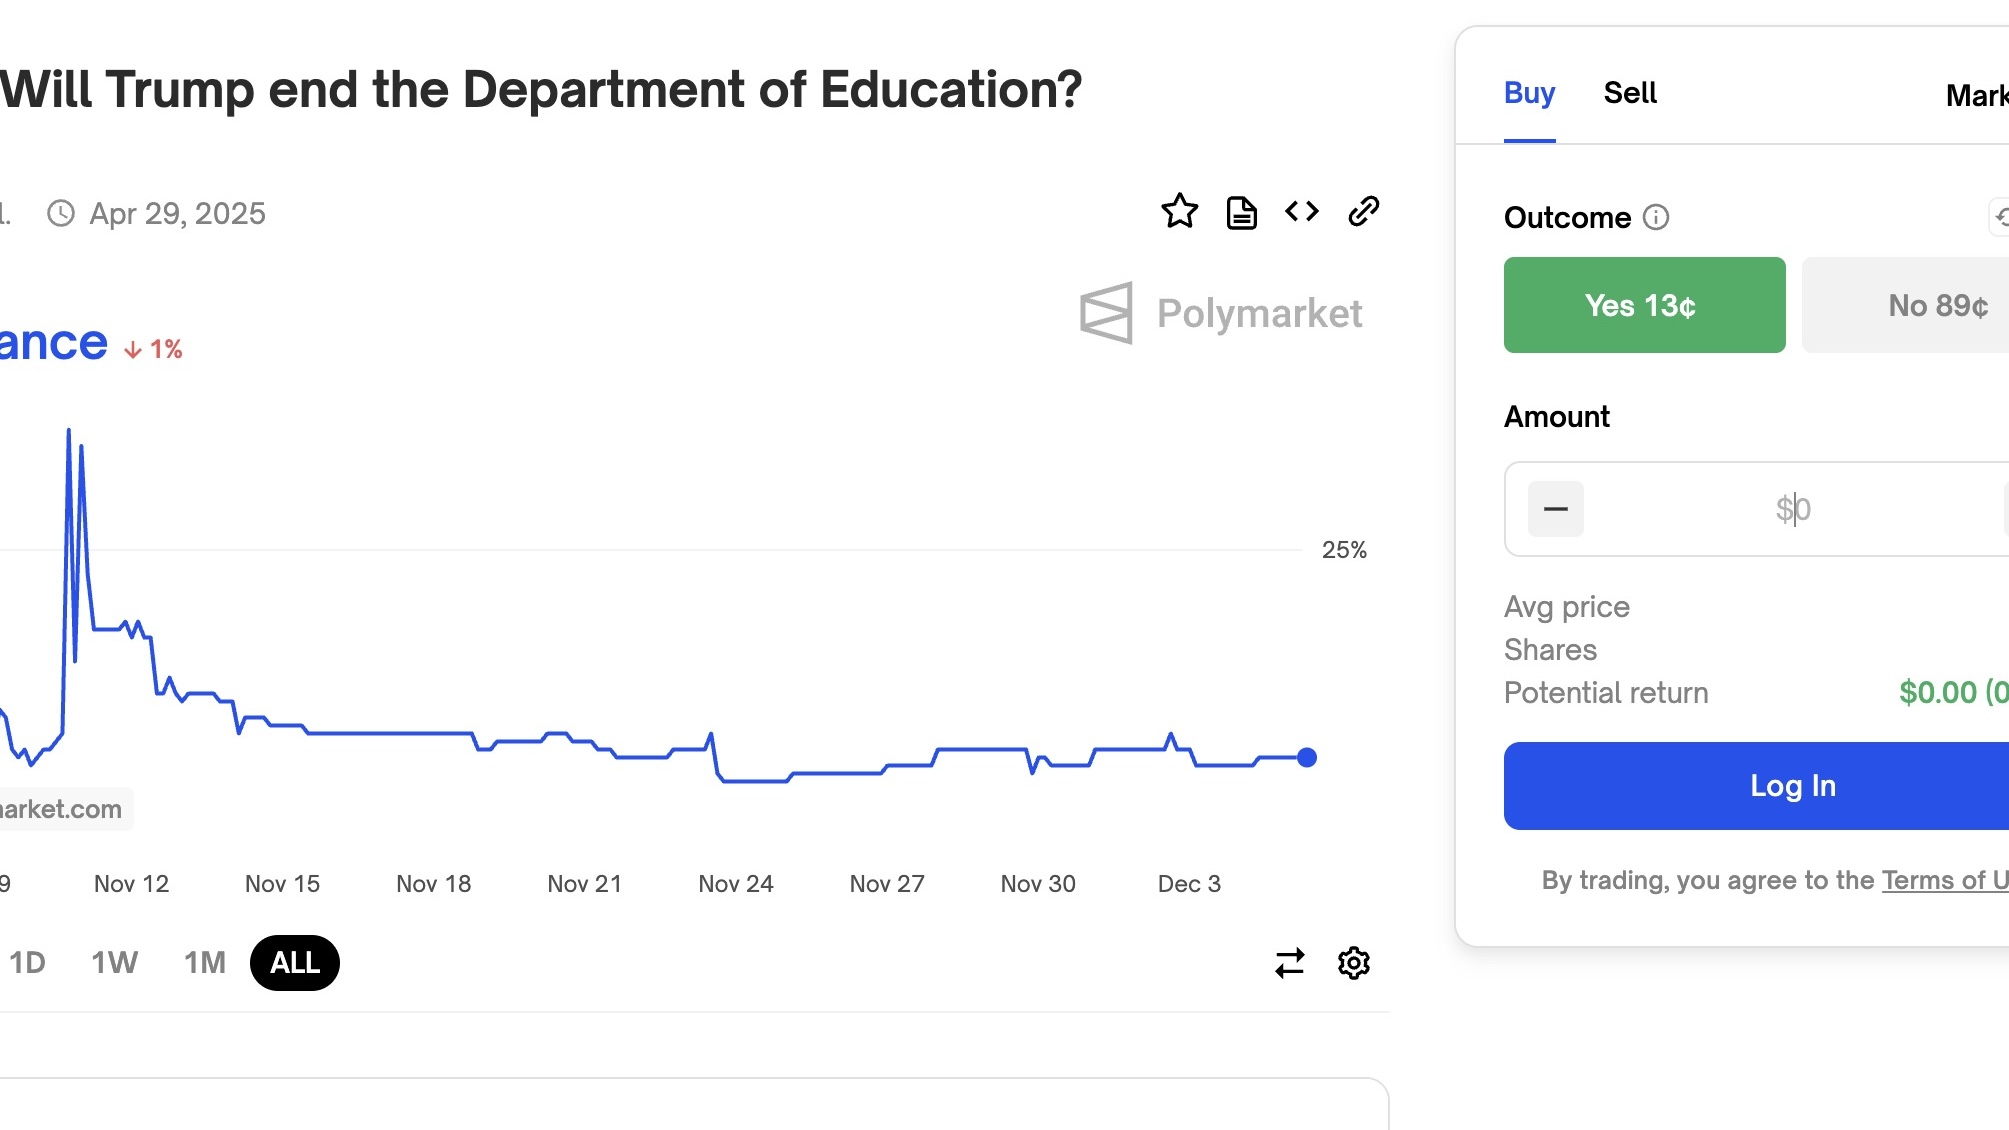 Will Trump end the Department of Education?
Apr 29, 2025
Polymarket
ance ↓ 1%
25%
arket.com
9 Nov 12 Nov 15 Nov 18 Nov 21 Nov 24 Nov 27 Nov 30 Dec 3
1D 1W 1M ALL
Buy Sell Mark
Outcome
Yes 13¢ No 89¢
Amount
$0
Avg price
Shares
Potential return $0.00 (0
Log In
By trading, you agree to the Terms of U